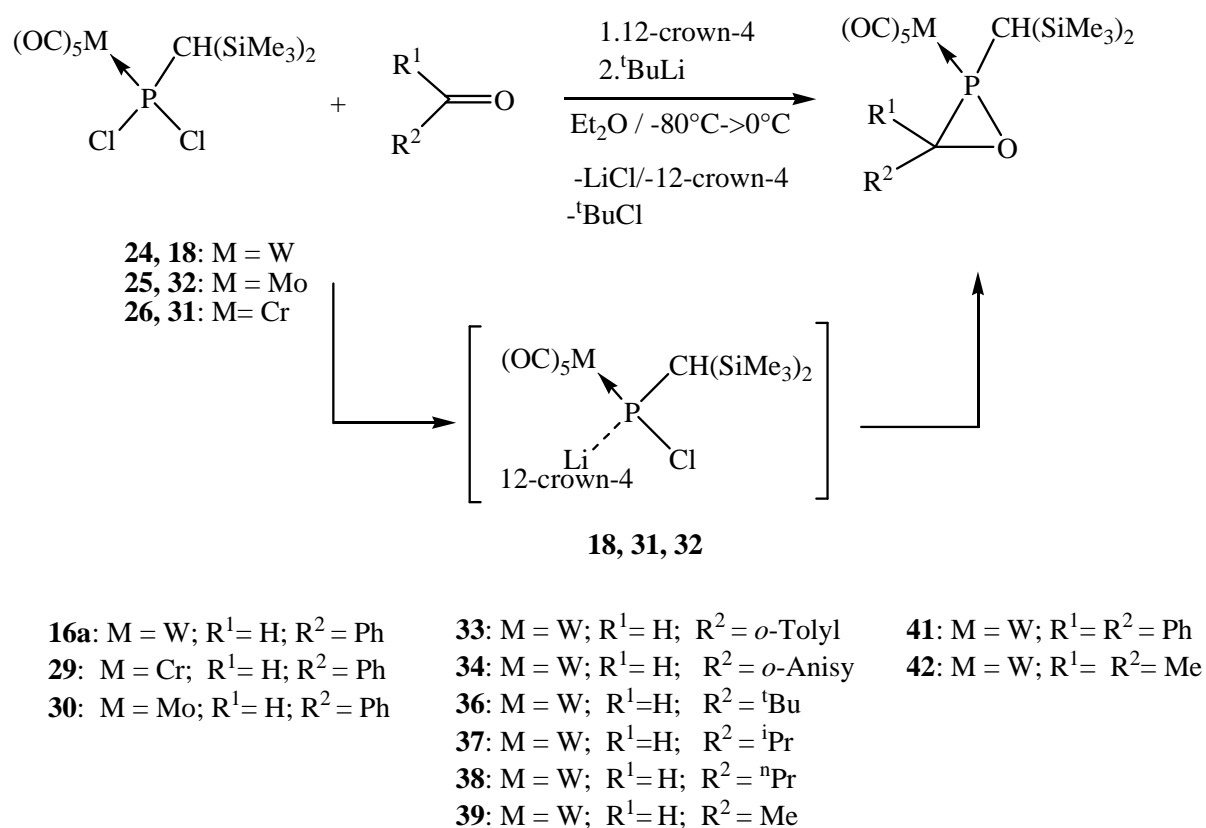 (OC)5M
CH(SiMe3)2
P
Cl
Cl
+
R1
R2
O
1.12-crown-4
2.tBuLi
Et2O / -80°C->0°C
-LiCl/-12-crown-4
-tBuCl
(OC)5M
CH(SiMe3)2
P
R1
R2
O
24, 18: M = W
25, 32: M = Mo
26, 31: M= Cr
(OC)5M
CH(SiMe3)2
P
Li
Cl
12-crown-4
18, 31, 32
16a: M = W; R1= H; R2 = Ph
29: M = Cr; R1= H; R2 = Ph
30: M = Mo; R1= H; R2 = Ph
33: M = W; R1= H; R2 = o-Tolyl
34: M = W; R1= H; R2 = o-Anisy
36: M = W; R1=H; R2 = tBu
37: M = W; R1=H; R2 = iPr
38: M = W; R1= H; R2 = nPr
39: M = W; R1= H; R2 = Me
41: M = W; R1= R2 = Ph
42: M = W; R1= R2= Me